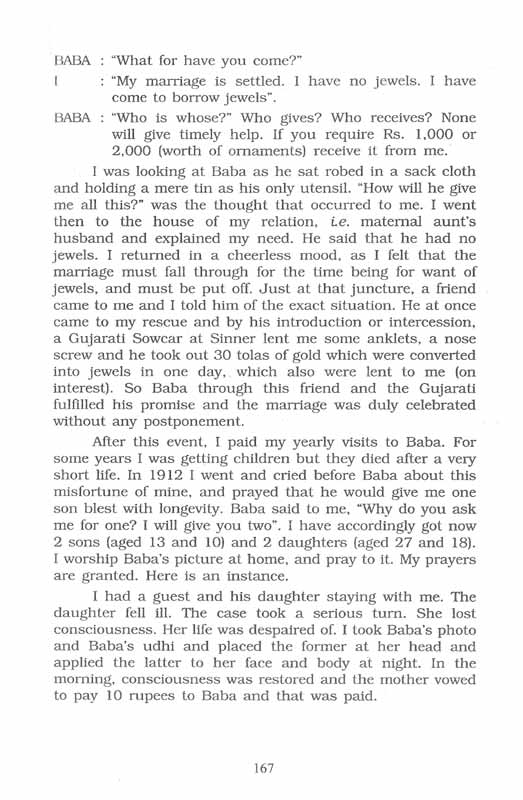 BABA : "What for have you come?"
I : "My marriage is settled. I have no jewels. I have
come to borrow jewels".
BABA : "Who is whose?" Who gives? Who receives? None
will give timely help. If you require Rs. 1,000 or
2,000 (worth of ornaments) receive it from me.
I was looking at Baba as he sat robed in a sack cloth
and holding a mere tin as his only utensil. "How will he give
me all this?" was the thought that occurred to me. I went
then to the house of my relation, i.e. maternal aunt's
husband and explained my need. He said that he had no
jewels. I returned in a cheerless mood, as I felt that the
marriage must fall through for the time being for want of
jewels, and must be put off. Just at that juncture, a friend
came to me and I told him of the exact situation. He at once
came to my rescue and by his introduction or intercession,
a Gujarati Sowcar at Sinner lent me some anklets, a nose
screw and he took out 30 tolas of gold which were converted
into jewels in one day, which also were lent to me (on
interest). So Baba through this friend and the Gujarati
fulfilled his promise and the marriage was duly celebrated
without any postponement.
After this event, I paid my yearly visits to Baba. For
some years I was getting children but they died after a very
short life. In 1912 I went and cried before Baba about this
misfortune of mine, and prayed that he would give me one
son blest with longevity. Baba said to me, "Why do you ask
me for one? I will give you two". I have accordingly got now
2 sons (aged 13 and 10) and 2 daughters (aged 27 and 18).
I worship Baba's picture at home, and pray to it. My prayers
are granted. Here is an instance.
I had a guest and his daughter staying with me. The
daughter fell ill. The case took a serious turn. She lost
consciousness. Her life was despaired of. I took Baba's photo
and Baba's udhi and placed the former at her head and
applied the latter to her face and body at night. In the
morning, consciousness was restored and the mother vowed
to pay 10 rupees to Baba and that was paid.
167